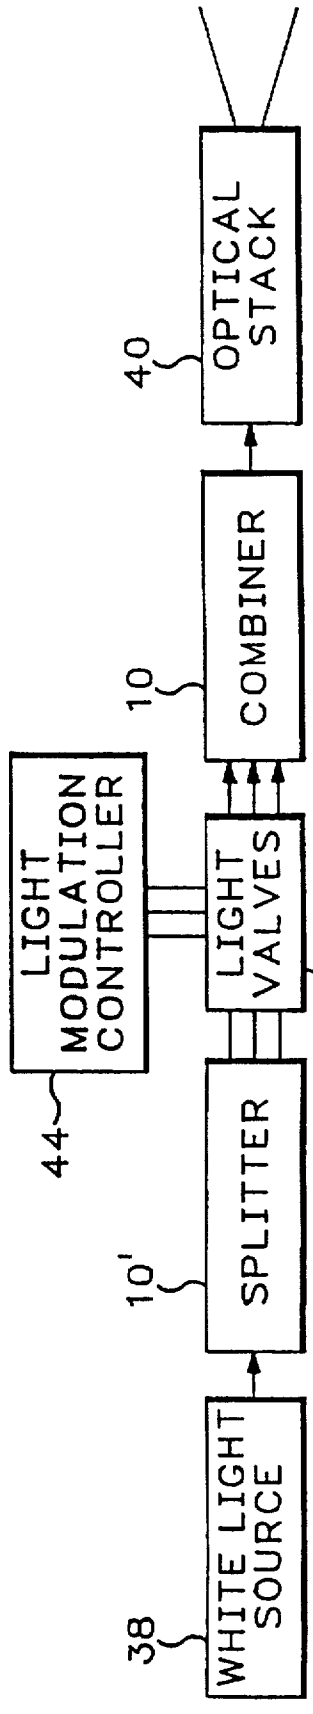 44
LIGHT
MODULATION
CONTROLLER
38
WHITE LIGHT
SOURCE
10'
SPLITTER
LIGHT
VALVES
10
COMBINER
40
OPTICAL
STACK